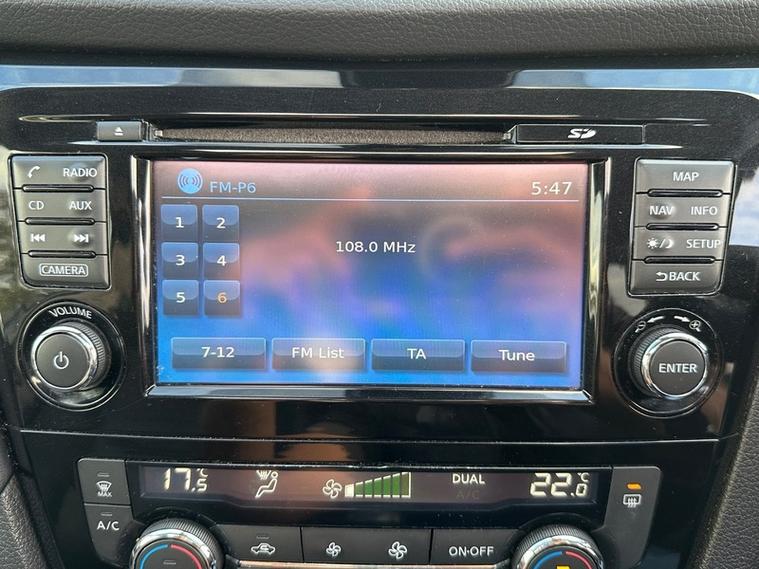 SD
RADIO
CD AUX
CAMERA
VOLUME
FM-P6 5:47
1 2
108.0 MHz
3 4
5 6
7-12 FM List TA Tune
MAP
NAV INFO
SETUP
BACK
ENTER
MAX
A/C
17.5°C DUAL 22.0°C
A/C
ON·OFF